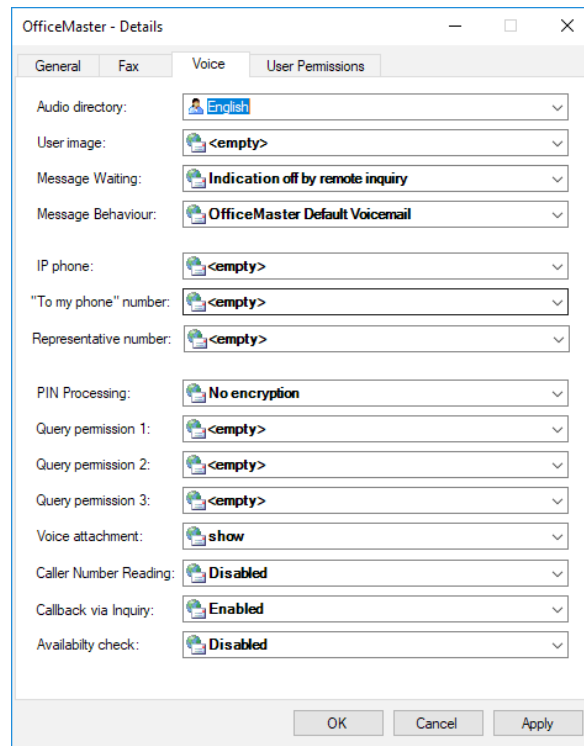 OfficeMaster - Details
General Fax Voice User Permissions
Audio directory: English
User image: <empty>
Message Waiting: Indication off by remote inquiry
Message Behaviour: OfficeMaster Default Voicemail
IP phone: <empty>
"To my phone" number: <empty>
Representative number: <empty>
PIN Processing: No encryption
Query permission 1: <empty>
Query permission 2: <empty>
Query permission 3: <empty>
Voice attachment: show
Caller Number Reading: Disabled
Callback via Inquiry: Enabled
Availabilty check: Disabled
OK Cancel Apply